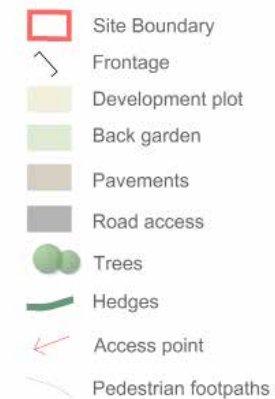 Site Boundary
Frontage
Development plot
Back garden
Pavements
Road access
Trees
Hedges
Access point
Pedestrian footpaths